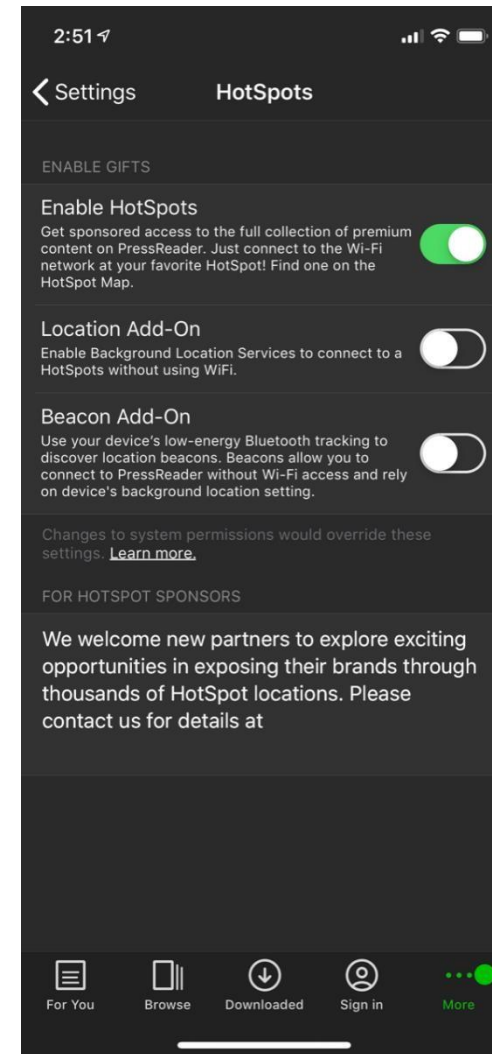 2:51
Settings
HotSpots
ENABLE GIFTS
Enable HotSpots
Get sponsored access to the full collection of premium
content on PressReader. Just connect to the Wi-Fi
network at your favorite HotSpot! Find one on the
HotSpot Map.
Location Add-On
Enable Background Location Services to connect to a
HotSpots without using WiFi.
Beacon Add-On
Use your device's low-energy Bluetooth tracking to
discover location beacons. Beacons allow you to
connect to PressReader without Wi-Fi access and rely
on device's background location setting.
Changes to system permissions would override these
settings. Learn more.
FOR HOTSPOT SPONSORS
We welcome new partners to explore exciting
opportunities in exposing their brands through
thousands of HotSpot locations. Please
contact us for details at
For You
Browse
Downloaded
Sign in
More